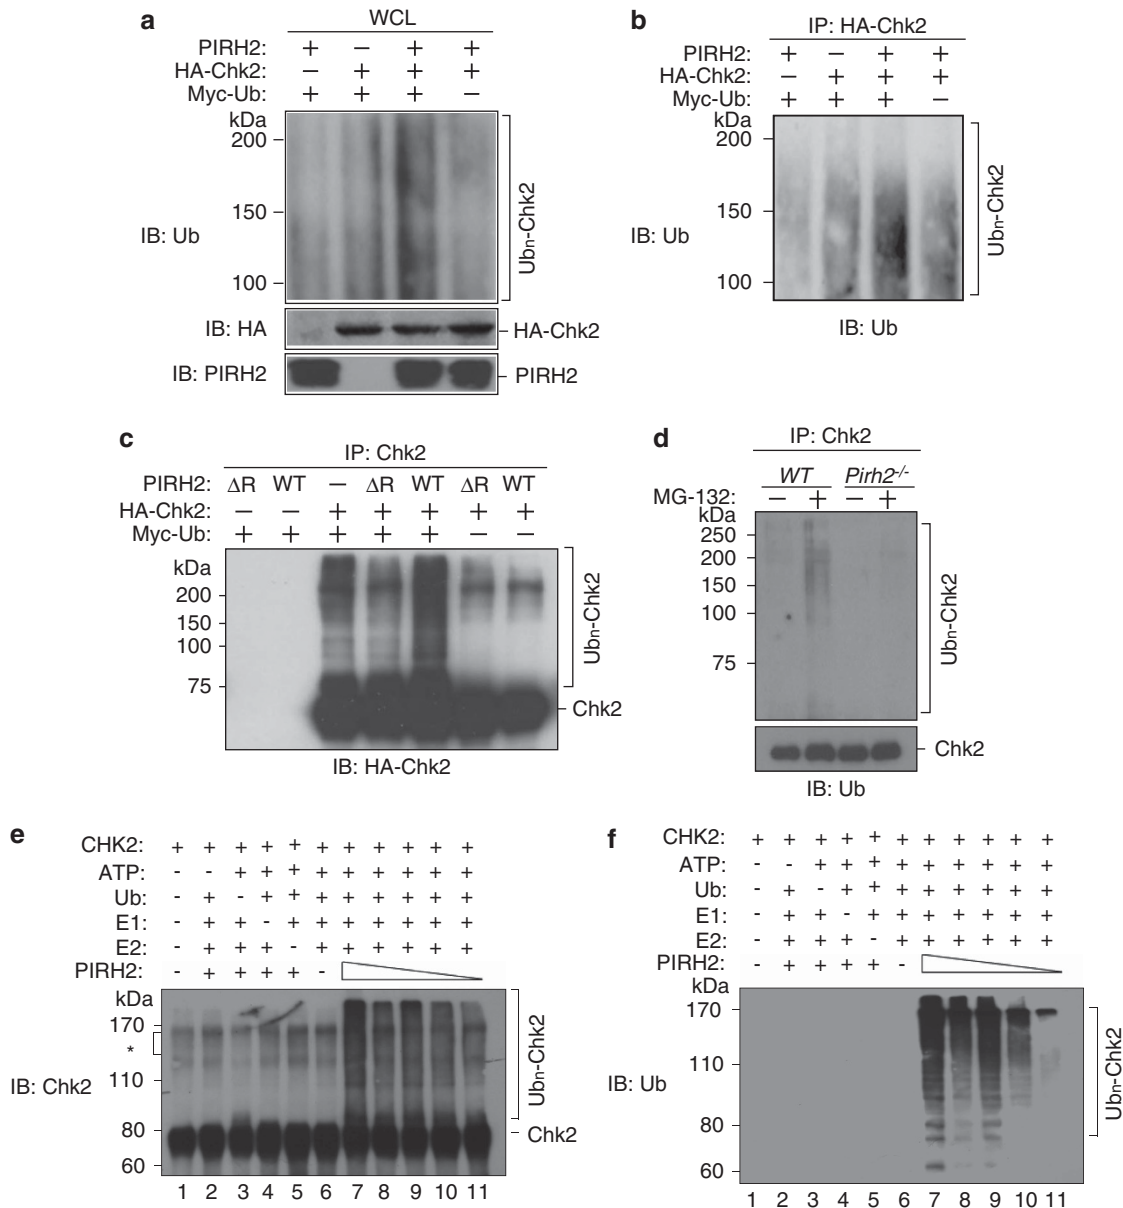 a
WCL
PIRH2: + – + +
HA-Chk2: – + + +
Myc-Ub: + + + –
kDa
200
150
100
IB: Ub
Ubn-Chk2
IB: HA
HA-Chk2
IB: PIRH2
PIRH2
b
IP: HA-Chk2
PIRH2: + – + +
HA-Chk2: – + + +
Myc-Ub: + + + –
kDa
200
150
100
IB: Ub
Ubn-Chk2
IB: Ub
c
IP: Chk2
PIRH2: ΔR WT – ΔR WT ΔR WT
HA-Chk2: – – + + + + +
Myc-Ub: + + + + + – –
kDa
200
150
100
75
Ubn-Chk2
Chk2
IB: HA-Chk2
d
IP: Chk2
WT Pirh2-/-
MG-132: – + – +
kDa
250
200
150
100
75
Ubn-Chk2
Chk2
IB: Ub
e
CHK2: + + + + + + + + + + +
ATP: - - + + + + + + + + +
Ub: - + - + + + + + + + +
E1: - + + - + + + + + + +
E2: - + + + - + + + + + +
PIRH2: - + + + + -
kDa
170
*
110
80
60
IB: Chk2
Ubn-Chk2
Chk2
1 2 3 4 5 6 7 8 9 10 11
f
CHK2: + + + + + + + + + + +
ATP: - - + + + + + + + + +
Ub: - + - + + + + + + + +
E1: - + + - + + + + + + +
E2: - + + + - + + + + + +
PIRH2: - + + + + -
kDa
170
110
80
60
IB: Ub
Ubn-Chk2
1 2 3 4 5 6 7 8 9 10 11